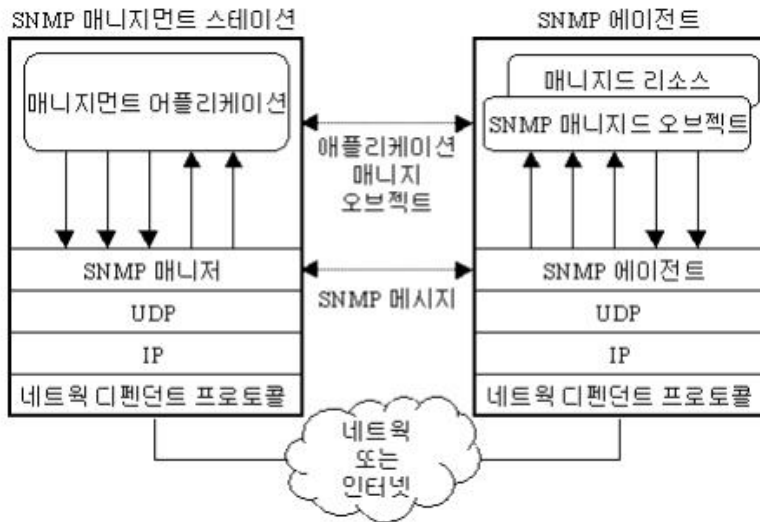 SNMP 매니지먼트 스테이션
매니지먼트 어플리케이션
SNMP 매니저
UDP
IP
네트웍 디펜던트 프로토콜
애플리케이션
매니지
오브젝트
SNMP 메시지
네트웍
또는
인터넷
SNMP 에이전트
매니지드 리소스
SNMP 매니지드 오브젝트
SNMP 에이전트
UDP
IP
네트웍 디펜던트 프로토콜